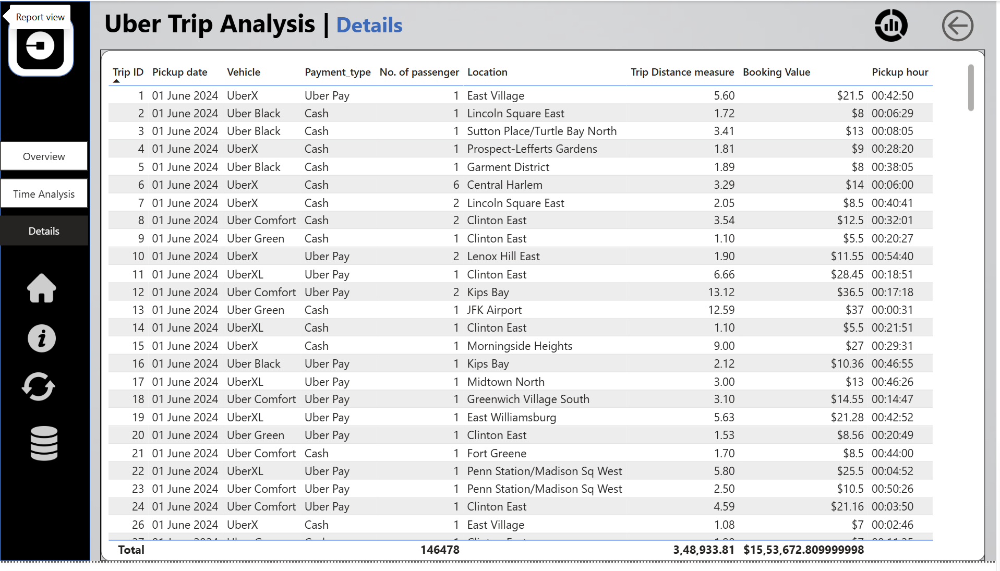 Report view
Uber Trip Analysis | Details
Overview
Time Analysis
Details
Trip ID Pickup date Vehicle Payment_type No. of passenger Location Trip Distance measure Booking Value Pickup hour
1 01 June 2024 UberX Uber Pay 1 East Village 5.60 $21.5 00:42:50
2 01 June 2024 Uber Black Cash 1 Lincoln Square East 1.72 $8 00:06:29
3 01 June 2024 Uber Black Cash 1 Sutton Place/Turtle Bay North 3.41 $13 00:08:05
4 01 June 2024 UberX Cash 1 Prospect-Lefferts Gardens 1.81 $9 00:28:20
5 01 June 2024 Uber Black Cash 1 Garment District 1.89 $8 00:38:05
6 01 June 2024 UberX Cash 6 Central Harlem 3.29 $14 00:06:00
7 01 June 2024 UberX Cash 2 Lincoln Square East 2.05 $8.5 00:40:41
8 01 June 2024 Uber Comfort Cash 2 Clinton East 3.54 $12.5 00:32:01
9 01 June 2024 Uber Green Cash 1 Clinton East 1.10 $5.5 00:20:27
10 01 June 2024 UberX Uber Pay 2 Lenox Hill East 1.90 $11.55 00:54:40
11 01 June 2024 UberXL Uber Pay 1 Clinton East 6.66 $28.45 00:18:51
12 01 June 2024 Uber Comfort Uber Pay 2 Kips Bay 13.12 $36.5 00:17:18
13 01 June 2024 Uber Green Cash 1 JFK Airport 12.59 $37 00:00:31
14 01 June 2024 UberXL Cash 1 Clinton East 1.10 $5.5 00:21:51
15 01 June 2024 UberX Cash 1 Morningside Heights 9.00 $27 00:29:31
16 01 June 2024 Uber Black Uber Pay 1 Kips Bay 2.12 $10.36 00:46:55
17 01 June 2024 UberXL Uber Pay 1 Midtown North 3.00 $13 00:46:26
18 01 June 2024 Uber Comfort Uber Pay 1 Greenwich Village South 3.10 $14.55 00:14:47
19 01 June 2024 UberXL Uber Pay 1 East Williamsburg 5.63 $21.28 00:42:52
20 01 June 2024 Uber Green Uber Pay 1 Clinton East 1.53 $8.56 00:20:49
21 01 June 2024 Uber Comfort Cash 1 Fort Greene 1.70 $8.5 00:44:00
22 01 June 2024 UberXL Uber Pay 1 Penn Station/Madison Sq West 5.80 $25.5 00:04:52
23 01 June 2024 Uber Comfort Uber Pay 1 Penn Station/Madison Sq West 2.50 $10.5 00:50:26
24 01 June 2024 Uber Comfort Uber Pay 1 Clinton East 4.59 $21.16 00:03:50
26 01 June 2024 UberX Cash 1 East Village 1.08 $7 00:02:46
Total 146478 3,48,933.81 $15,53,672.809999998